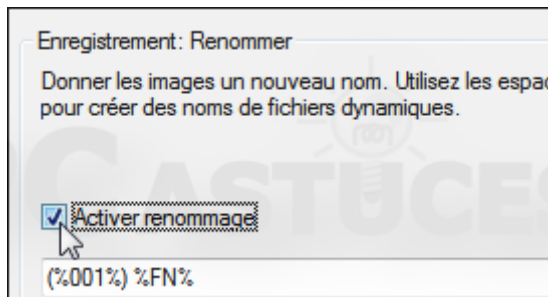 Enregistrement: Renommer
Donner les images un nouveau nom. Utilisez les espac
pour créer des noms de fichiers dynamiques.
C ASTUCES
Activer renommage
(%001%) %FN%